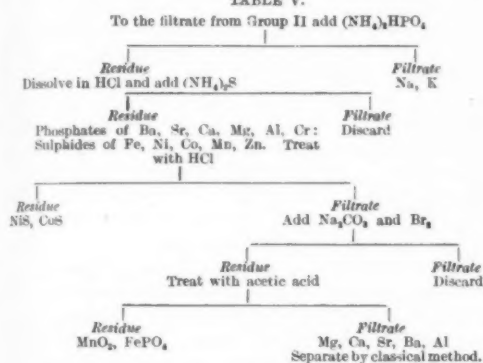 TABLE V.
To the filtrate from Group II add (NH₄)₂HPO₄
Residue Filtrate
Dissolve in HCl and add (NH₄)₂S Na, K
Residue Filtrate
Phosphates of Ba, Sr, Ca, Mg, Al, Cr: Discard
Sulphides of Fe, Ni, Co, Mn, Zn. Treat
with HCl
Residue Filtrate
NiS, CoS Add Na₂CO₃ and Br₂
Residue Filtrate
Treat with acetic acid Discard
Residue Filtrate
MnO₂, FePO₄ Mg, Ca, Sr, Ba, Al
Separate by classical method.